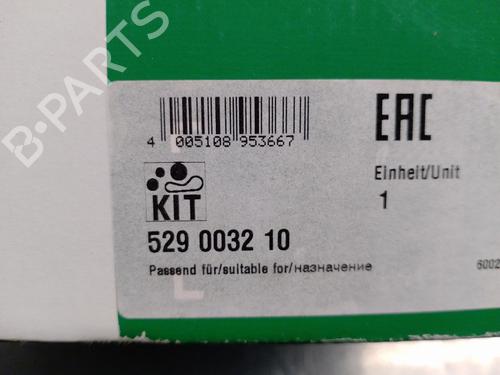 B-PARTS
EAC
4 005108 953667
Einheit/Unit
KIT
1
529 0032 10
Passend für/suitable for/назначение
6002